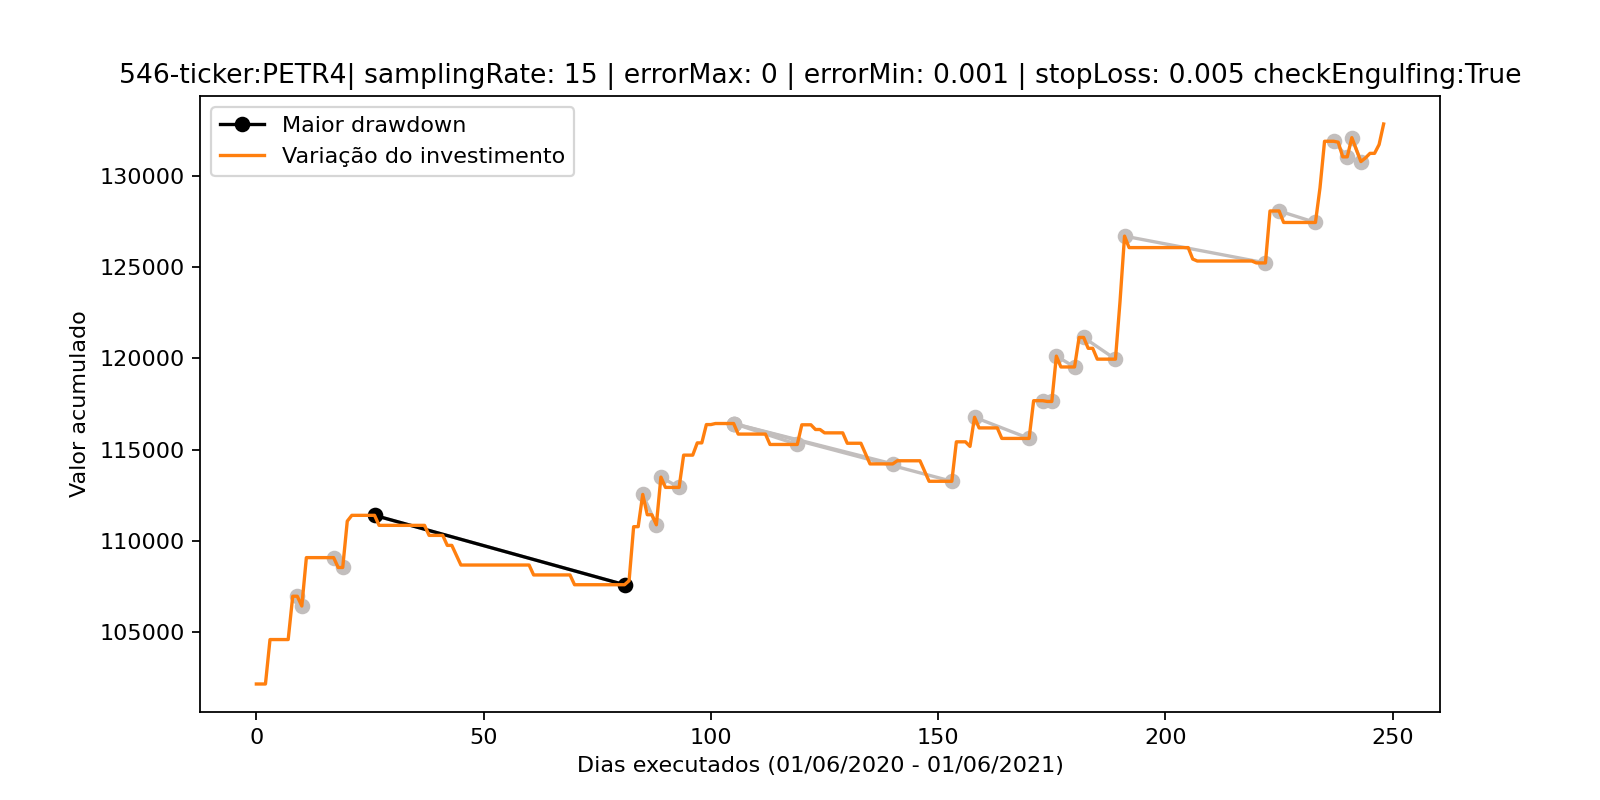 546-ticker:PETR4| samplingRate: 15 | errorMax: 0 | errorMin: 0.001 | stopLoss: 0.005 checkEngulfing:True
Maior drawdown
Variação do investimento
130000
125000
120000
115000
110000
105000
Valor acumulado
0 50 100 150 200 250
Dias executados (01/06/2020 - 01/06/2021)